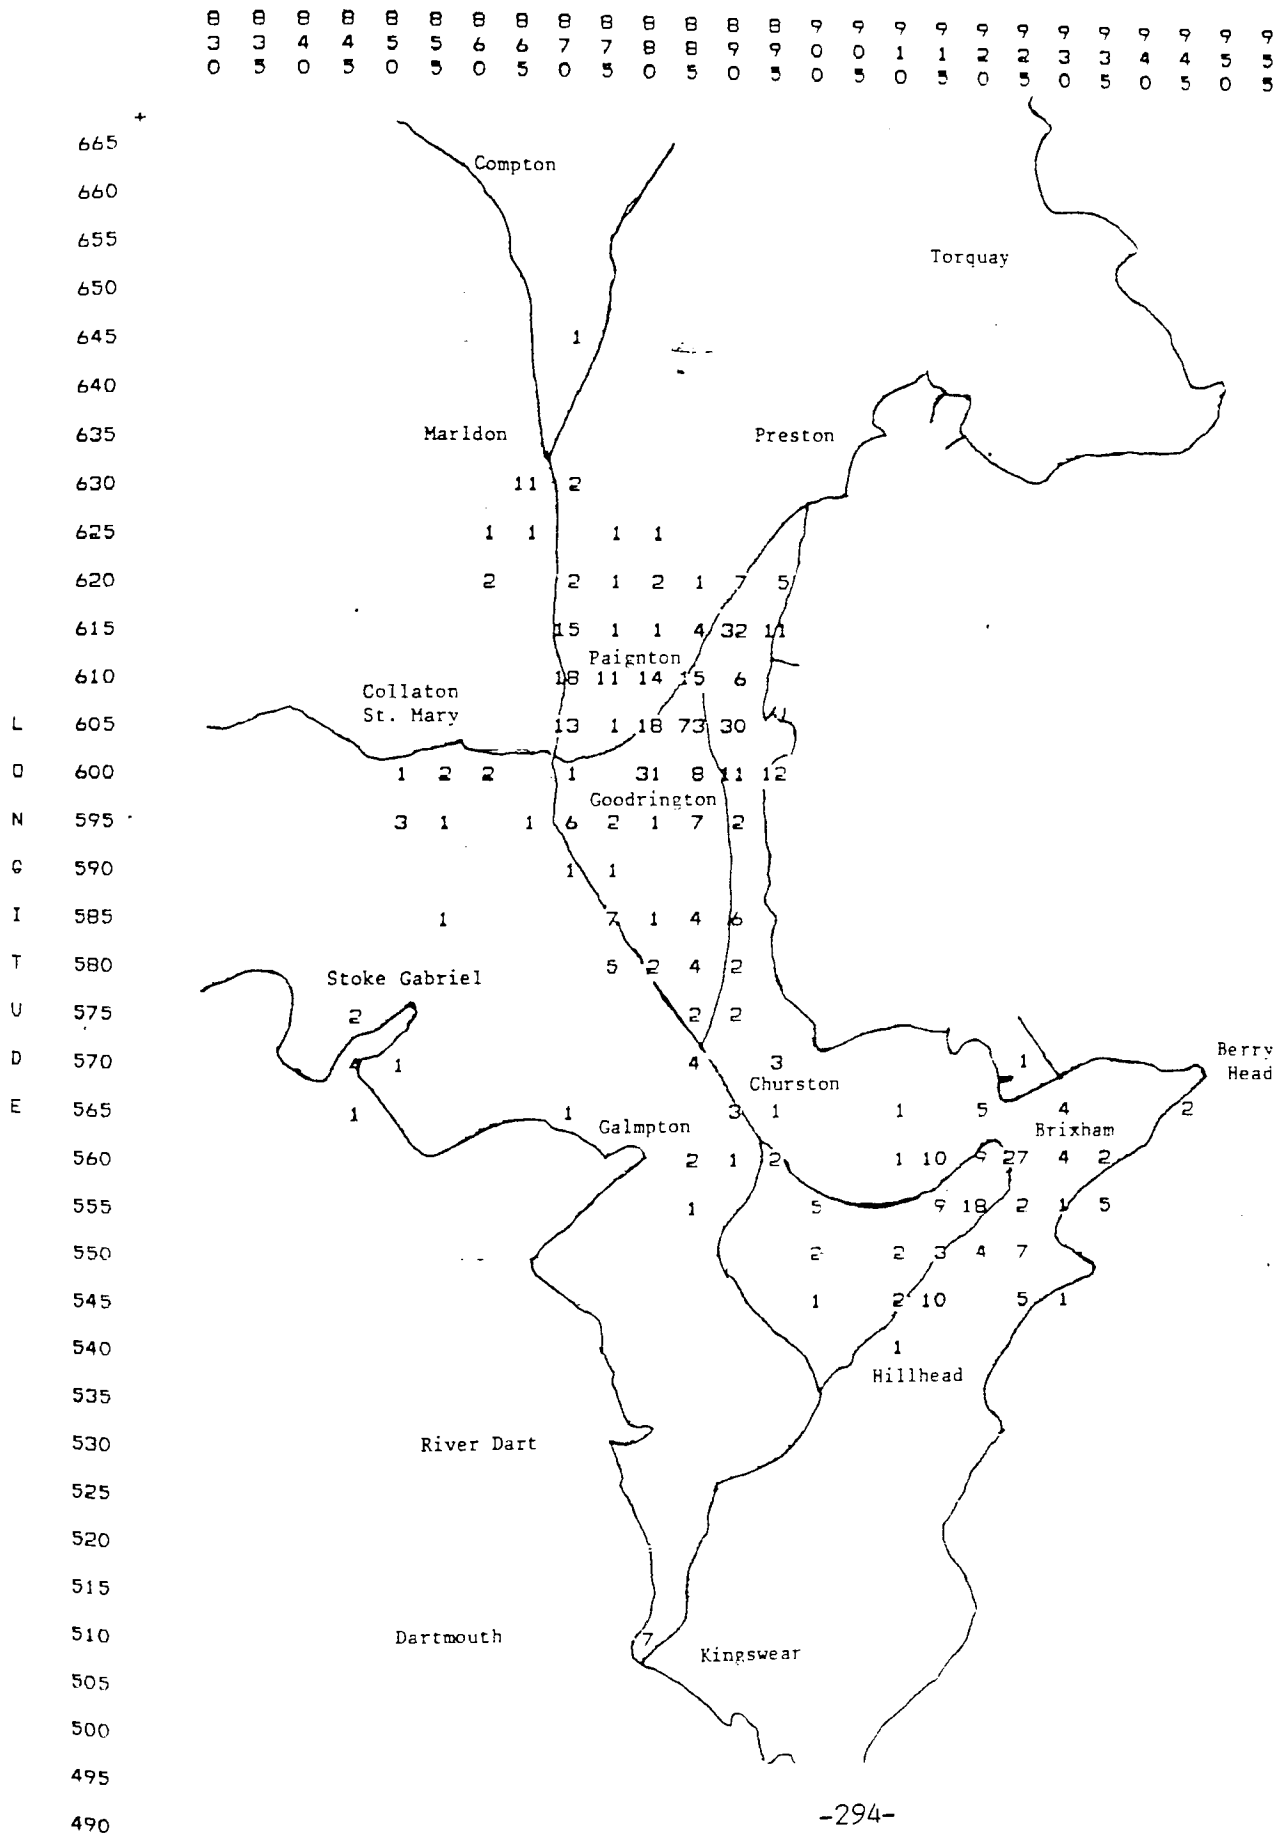 8 8 8 8 8 8 8 8 8 8 8 8 8 8 9 9 9 9 9 9 9 9 9 9 9 9
3 3 4 4 5 5 6 6 7 7 8 8 9 9 0 0 1 1 2 2 3 3 4 4 5 5
0 5 0 5 0 5 0 5 0 5 0 5 0 5 0 5 0 5 0 5 0 5 0 5 0 5
+
665
Compton
660
655
Torquay
650
645 1
640
635 Marldon Preston
630 11 2
625 1 1 1 1
620 2 2 1 2 1 7 5
615 15 1 1 4 32 11
Paignton
610 18 11 14 15 6
Collaton
St. Mary
L 605 13 1 18 73 30
O 600 1 2 2 1 31 8 11 12
Goodrington
N 595 3 1 1 6 2 1 7 2
G 590 1 1
I 585 1 7 1 4 6
T 580 5 2 4 2
Stoke Gabriel
U 575 2 2 2
D 570 4 1 4 3 1
Berry
Head
Churston
E 565 1 1 3 1 1 5 4 2
Galmpton Brixham
560 2 1 2 1 10 9 27 4 2
555 1 5 9 18 2 1 5
550 2 2 3 4 7
545 1 2 10 5 1
540 1
Hillhead
535
530 River Dart
525
520
515
510 Dartmouth 7
Kingswear
505
500
495
490
-294-